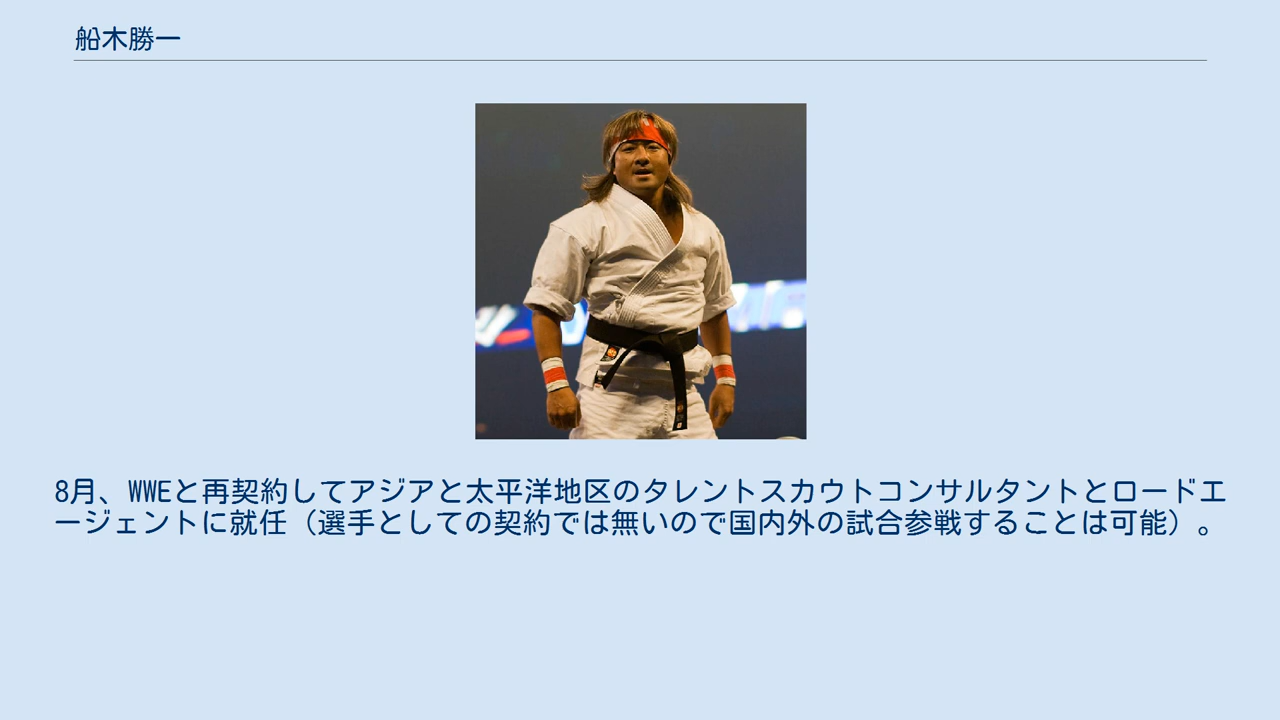 船木勝一
8月、WWEと再契約してアジアと太平洋地区のタレントスカウトコンサルタントとロードエ
ージェントに就任（選手としての契約では無いので国内外の試合参戦することは可能）。